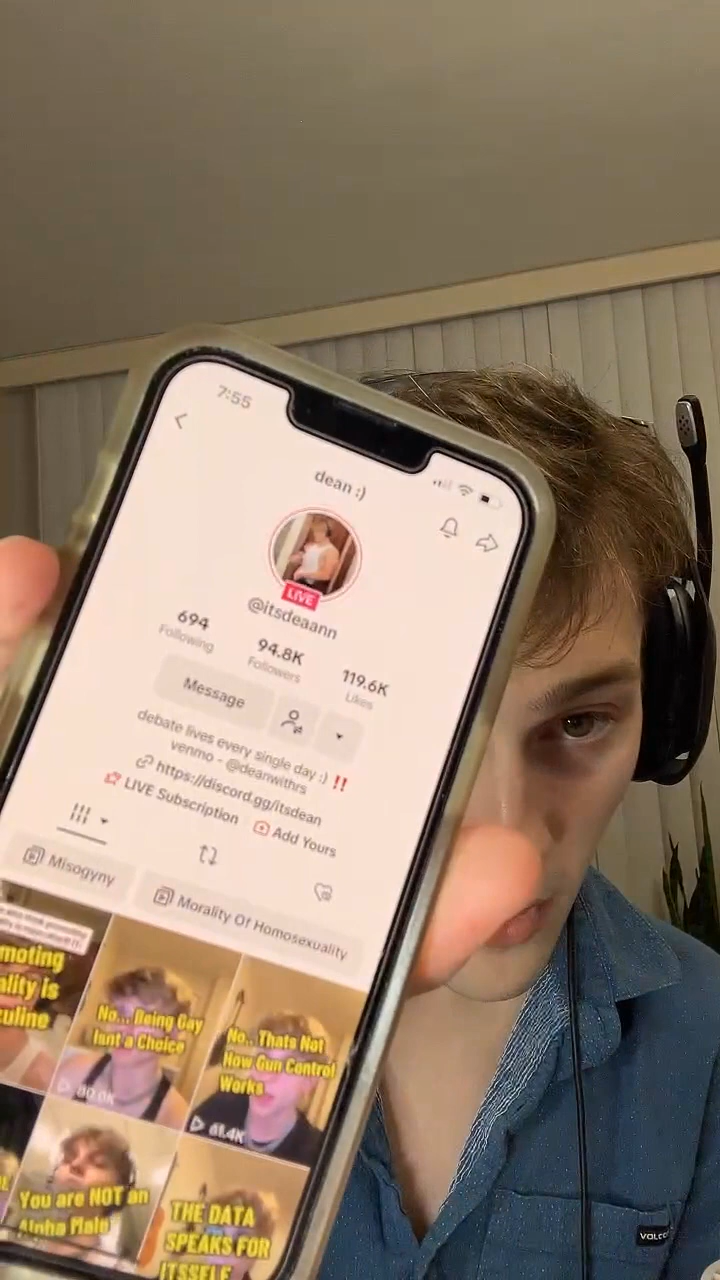 7:55
dean :)
LIVE
@itsdeaann
694
Following
94.8K
Followers
119.6K
Likes
Message
debate lives every single day :) ‼️
venmo - @deanwithrs
https://discord.gg/itsdean
LIVE Subscription
Add Yours
Misogyny
Morality Of Homosexuality
moting
ality is
culine
No... Being Gay
Isnt a Choice
No.. Thats Not
How Gun Control
Works
61.4K
You are NOT an
Alpha Male
THE DATA
SPEAKS FOR
ITSSELF